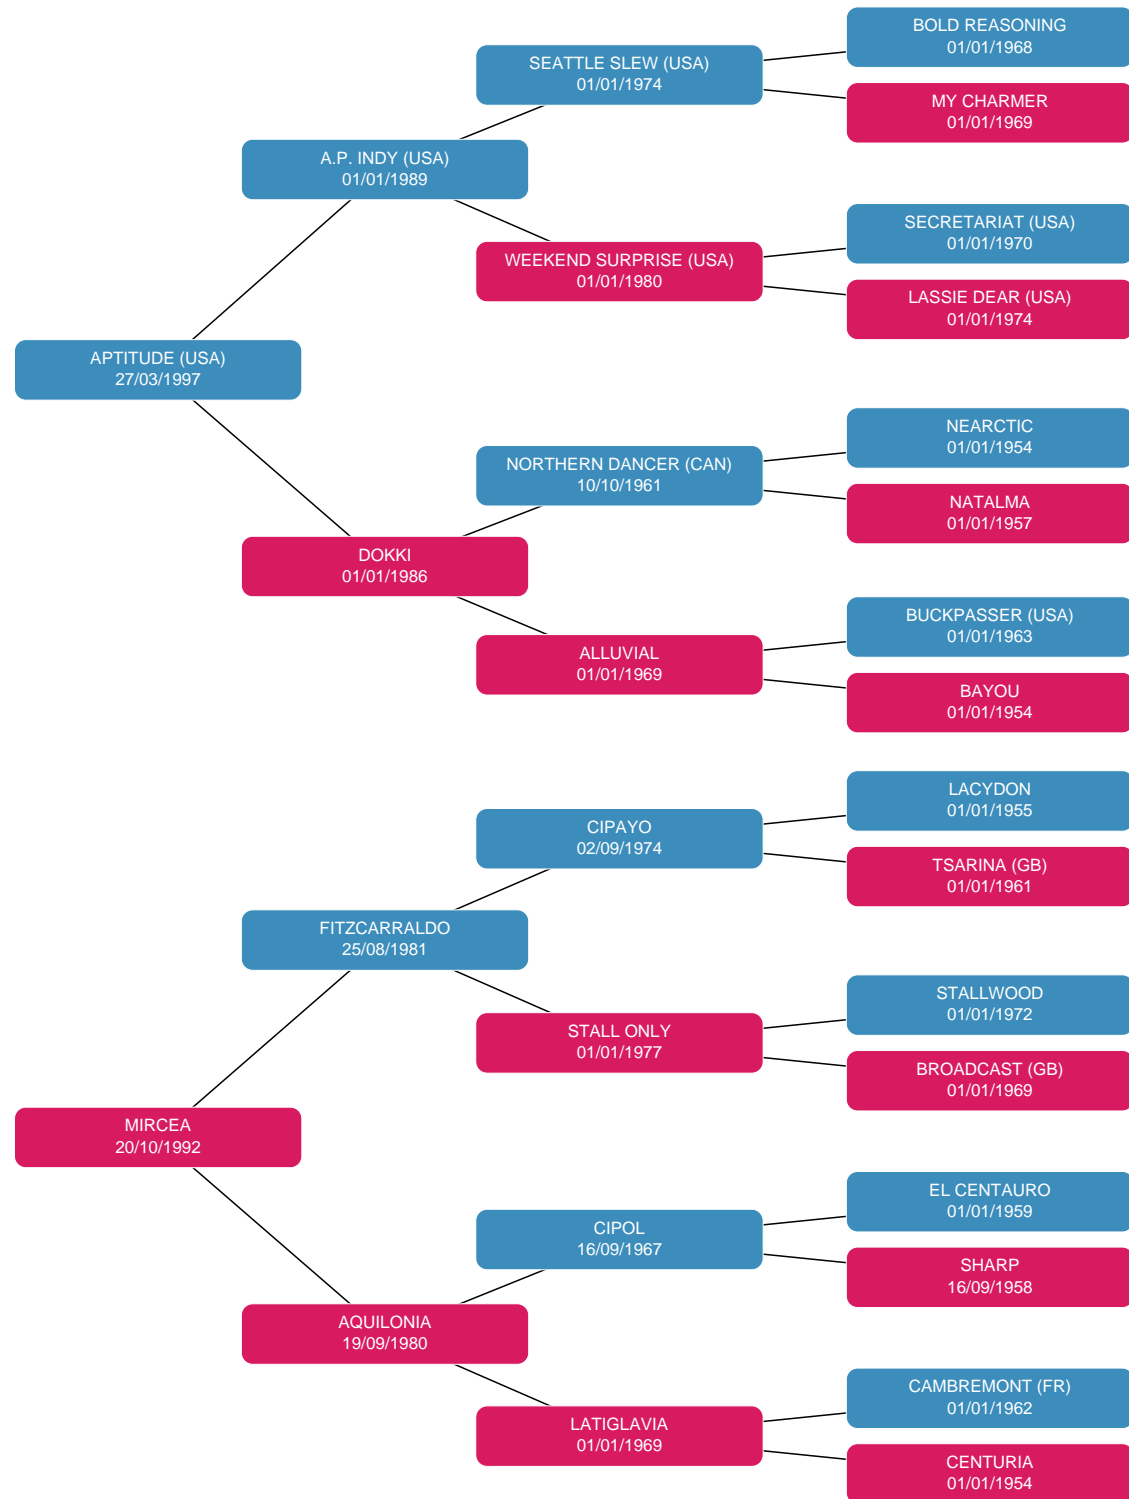 BOLD REASONING
01/01/1968
SEATTLE SLEW (USA)
01/01/1974
MY CHARMER
01/01/1969
A.P. INDY (USA)
01/01/1989
SECRETARIAT (USA)
01/01/1970
WEEKEND SURPRISE (USA)
01/01/1980
LASSIE DEAR (USA)
01/01/1974
APTITUDE (USA)
27/03/1997
NEARCTIC
01/01/1954
NORTHERN DANCER (CAN)
10/10/1961
NATALMA
01/01/1957
DOKKI
01/01/1986
BUCKPASSER (USA)
01/01/1963
ALLUVIAL
01/01/1969
BAYOU
01/01/1954
LACYDON
01/01/1955
CIPAYO
02/09/1974
TSARINA (GB)
01/01/1961
FITZCARRALDO
25/08/1981
STALLWOOD
01/01/1972
STALL ONLY
01/01/1977
BROADCAST (GB)
01/01/1969
MIRCEA
20/10/1992
EL CENTAURO
01/01/1959
CIPOL
16/09/1967
SHARP
16/09/1958
AQUILONIA
19/09/1980
CAMBREMONT (FR)
01/01/1962
LATIGLAVIA
01/01/1969
CENTURIA
01/01/1954